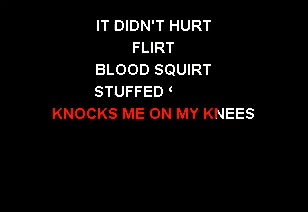 IT DIDN'T HURT
FLIRT
BLOOD SQUIRT
STUFFED ‘
KNOCKS ME ON MY KNEES